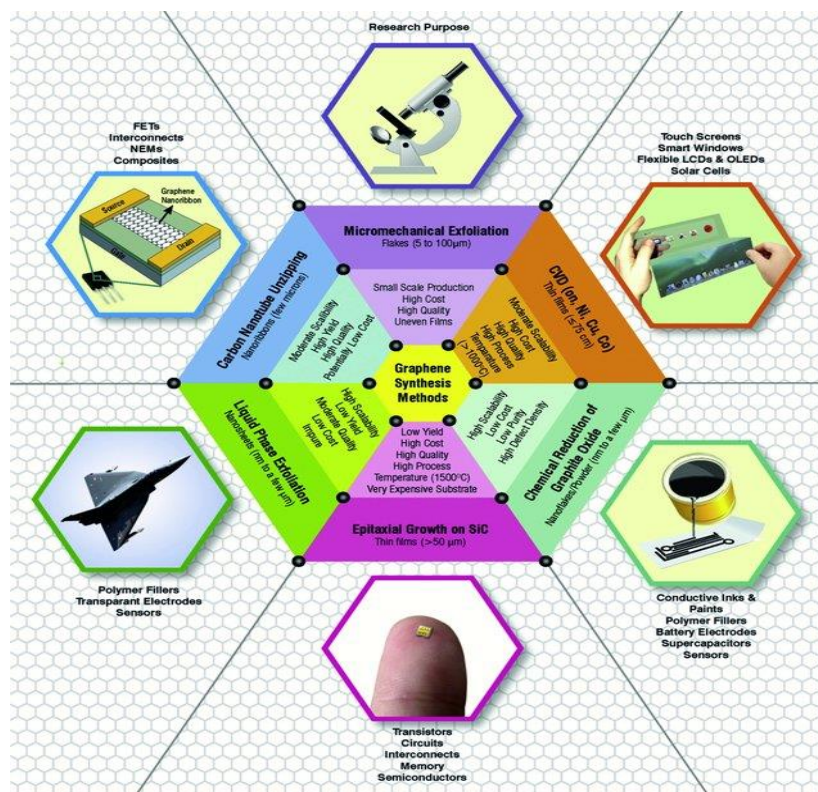 Research Purpose
FETs
Interconnects
NEMs
Composites
Graphene
Nanoribbon
Source
Gate
Drain
Touch Screens
Smart Windows
Flexible LCDs & OLEDs
Solar Cells
Micromechanical Exfoliation
Flakes (5 to 100µm)
Small Scale Production
High Cost
High Quality
Uneven Films
Carbon Nanotube Unzipping
Nanoribbons (few microns)
Moderate Scalibility
High Yield
High Quality
Potentially Low Cost
CVD (on, Ni, Cu, Co)
Thin films (≤75 cm)
Moderate Scalability
High Cost
High Quality
High Process
Temperature
(>1000ºC)
Graphene
Synthesis
Methods
Liquid Phase Exfoliation
Nanosheets (nm to a few µm)
High Scalability
Low Yield
Moderate Quality
Low Cost
Impure
Low Yield
High Cost
High Quality
High Process
Temperature (1500ºC)
Very Expensive Substrate
Epitaxial Growth on SiC
Thin films (>50 µm)
High Scalability
Low Cost
Low Purity
High Defect Density
Chemical Reduction of
Graphite Oxide
Nanoflakes/Powder (nm to a few µm)
Polymer Fillers
Transparant Electrodes
Sensors
Conductive Inks &
Paints
Polymer Fillers
Battery Electrodes
Supercapacitors
Sensors
Transistors
Circuits
Interconnects
Memory
Semiconductors